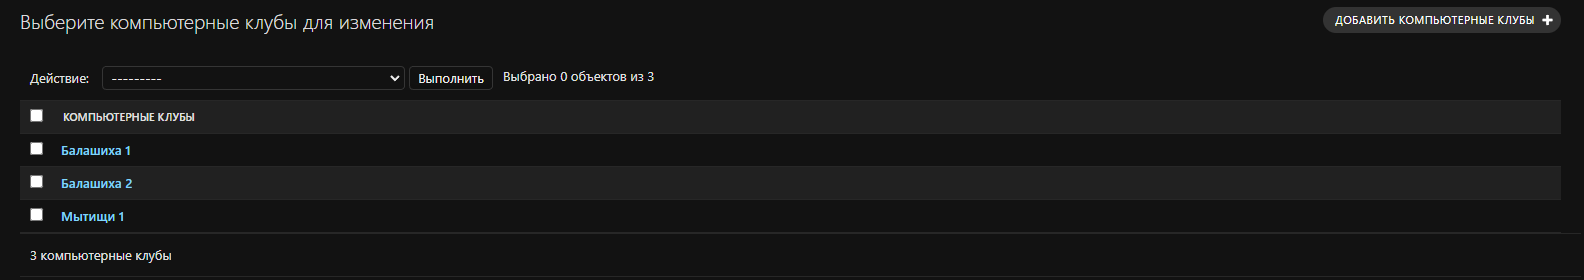 Выберите компьютерные клубы для изменения
ДОБАВИТЬ КОМПЬЮТЕРНЫЕ КЛУБЫ +
Действие: --------- Выполнить Выбрано 0 объектов из 3
КОМПЬЮТЕРНЫЕ КЛУБЫ
Балашиха 1
Балашиха 2
Мытищи 1
3 компьютерные клубы